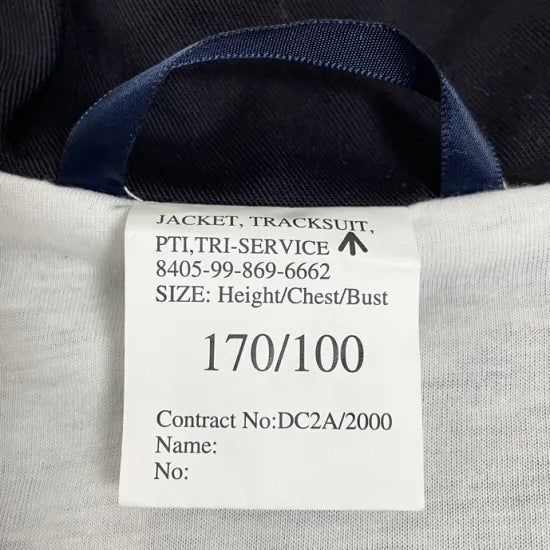 JACKET, TRACKSUIT,
PTI,TRI-SERVICE
8405-99-869-6662
SIZE: Height/Chest/Bust
170/100
Contract No:DC2A/2000
Name:
No: